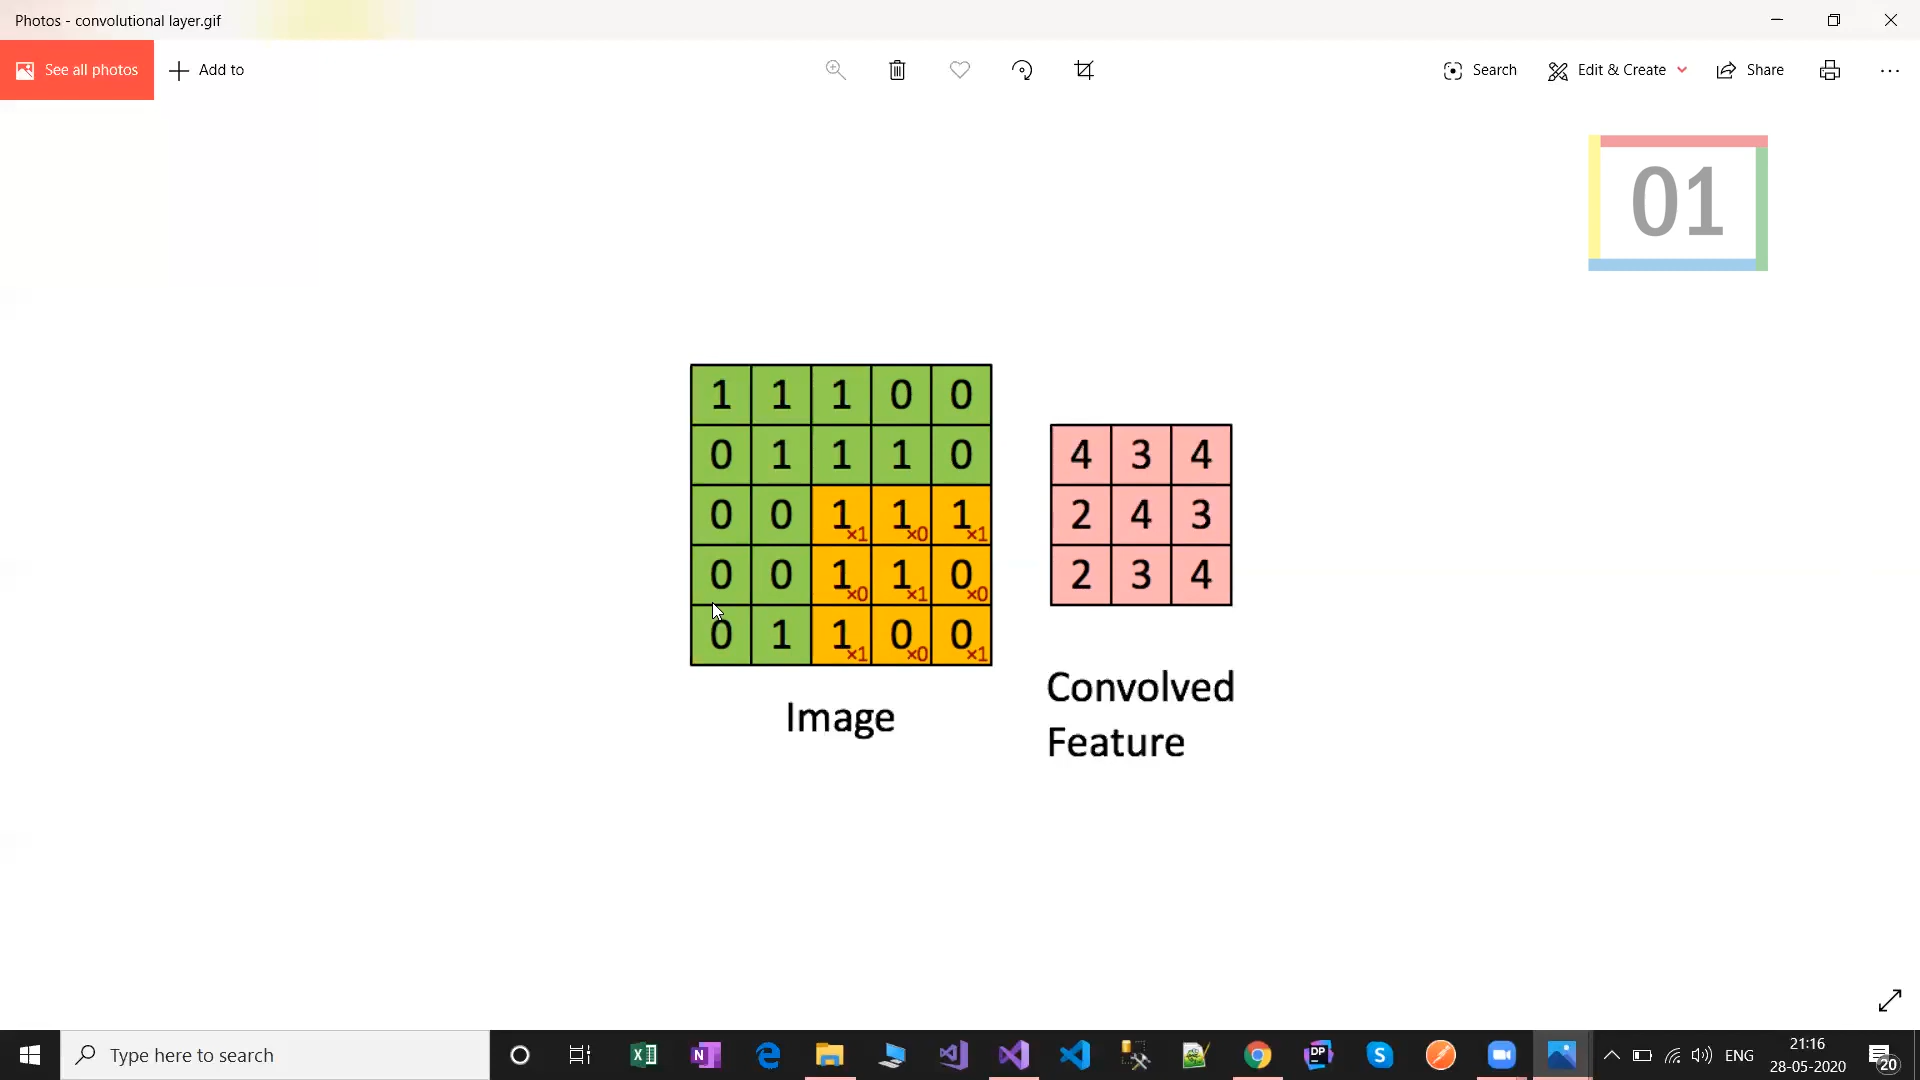 Photos - convolutional layer.gif
See all photos
Add to
Search
Edit & Create
Share
01
1 1 1 0 0
0 1 1 1 0
0 0 1×1 1×0 1×1
0 0 1×0 1×1 0×0
0 1 1×1 0×0 0×1
4 3 4
2 4 3
2 3 4
Image
Convolved
Feature
Type here to search
ENG
21:16
28-05-2020
20